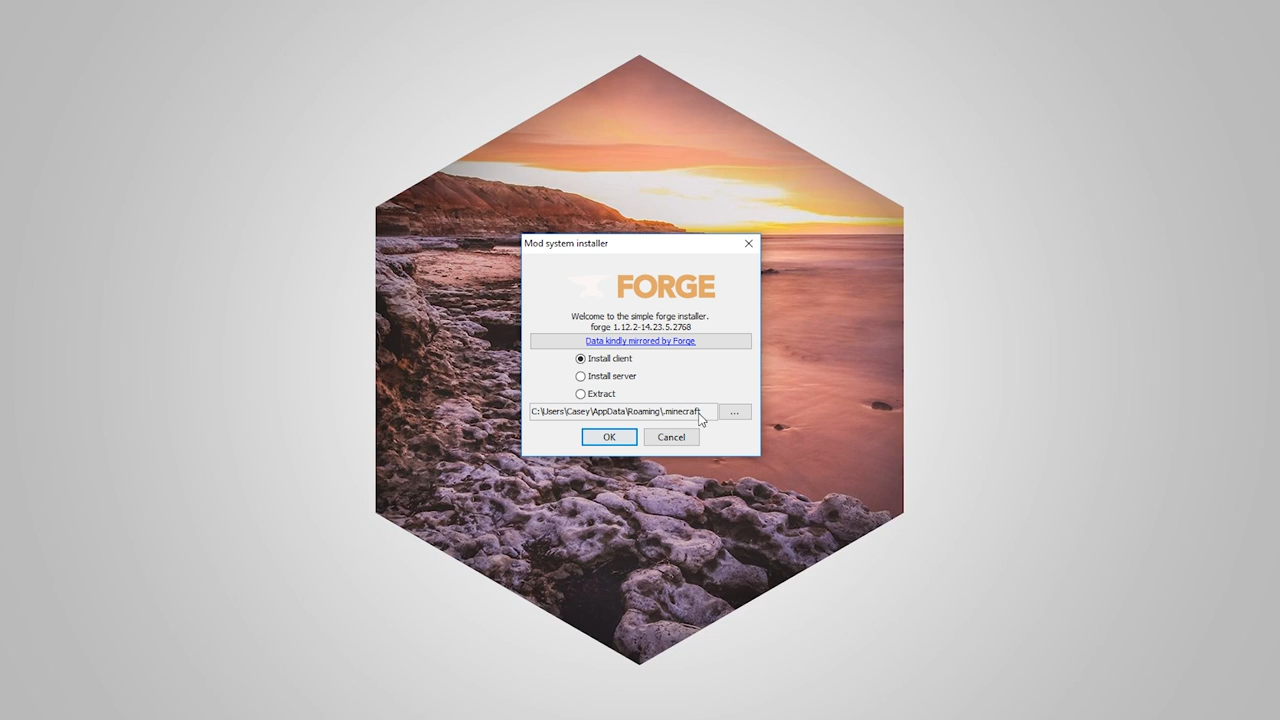 Mod system installer
FORGE
Welcome to the simple forge installer.
forge 1.12.2-14.23.5.2768
Data kindly mirrored by Forge
Install client
Install server
Extract
C:\Users\Casey\AppData\Roaming\.minecraft
...
OK
Cancel